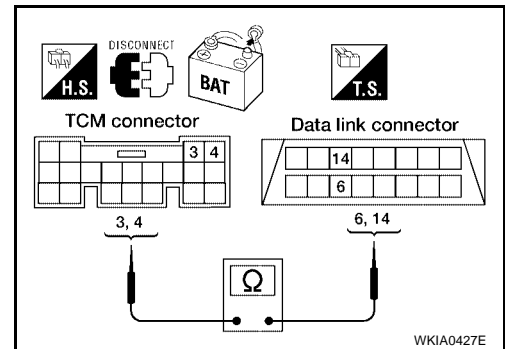 DISCONNECT
H.S.
BAT
T.S.
TCM connector
Data link connector
3 4
14
6
3, 4
6, 14
Ω
WKIA0427E